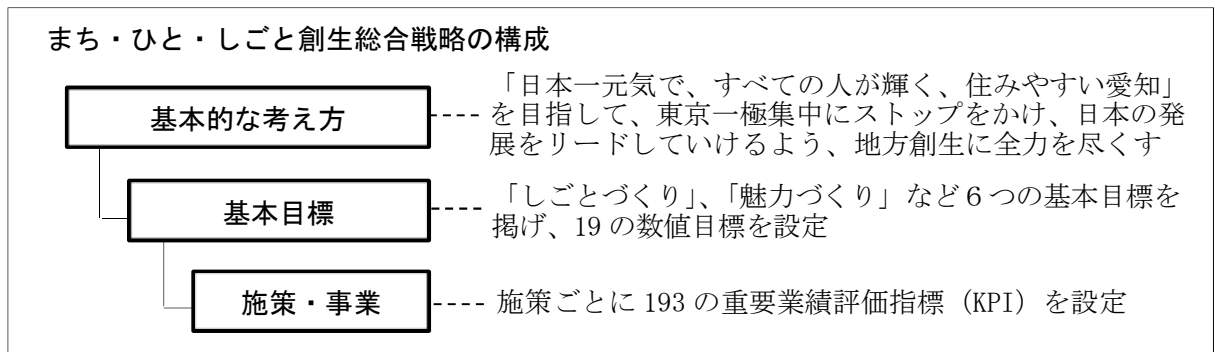 まち・ひと・しごと創生総合戦略の構成
基本的な考え方
「日本一元気で、すべての人が輝く、住みやすい愛知」
を目指して、東京一極集中にストップをかけ、日本の発
展をリードしていけるよう、地方創生に全力を尽くす
基本目標
「しごとづくり」、「魅力づくり」など６つの基本目標を
掲げ、19 の数値目標を設定
施策・事業
施策ごとに 193 の重要業績評価指標（KPI）を設定